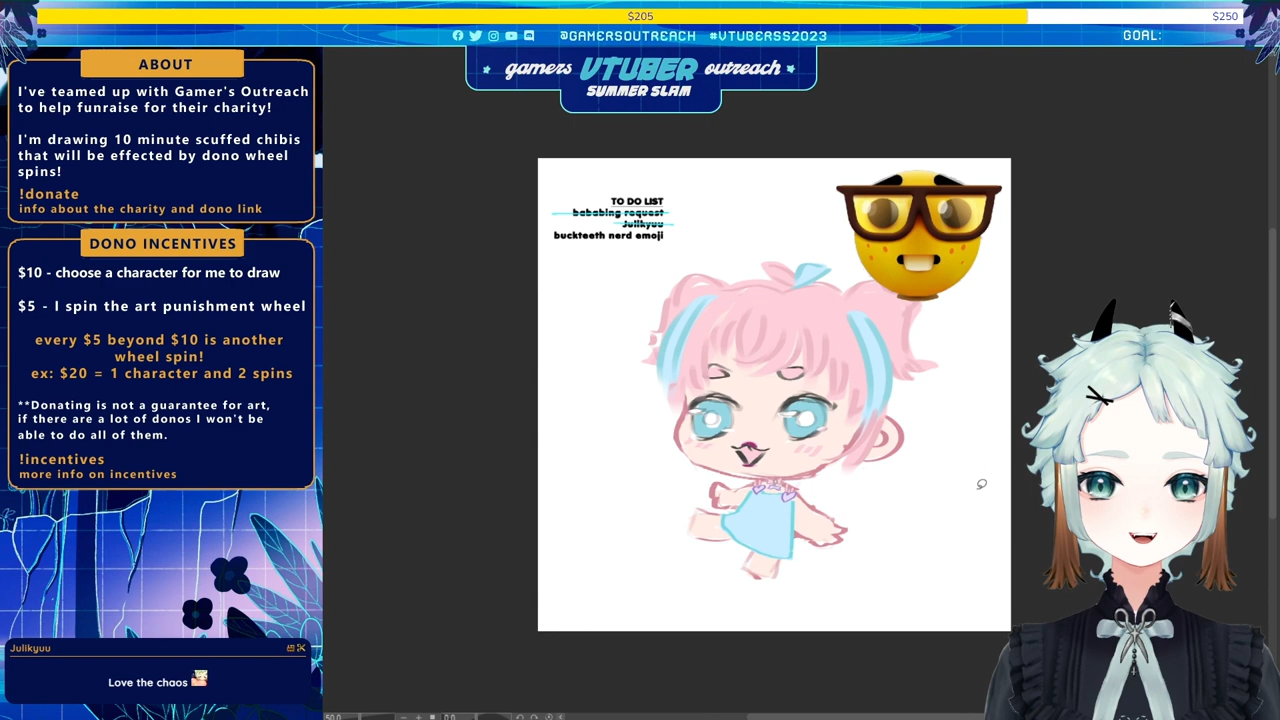 $205
$250
@GAMERSOUTREACH #VTUBERSS2023
GOAL:
gamers VTUBER outreach
SUMMER SLAM
ABOUT
I've teamed up with Gamer's Outreach
to help funraise for their charity!
I'm drawing 10 minute scuffed chibis
that will be effected by dono wheel
spins!
!donate
info about the charity and dono link
DONO INCENTIVES
$10 - choose a character for me to draw
$5 - I spin the art punishment wheel
every $5 beyond $10 is another
wheel spin!
ex: $20 = 1 character and 2 spins
**Donating is not a guarantee for art,
if there are a lot of donos I won't be
able to do all of them.
!incentives
more info on incentives
TO DO LIST
bababing request
Julikyuu
buckteeth nerd emoji
Julikyuu
Love the chaos
50.0
0.0